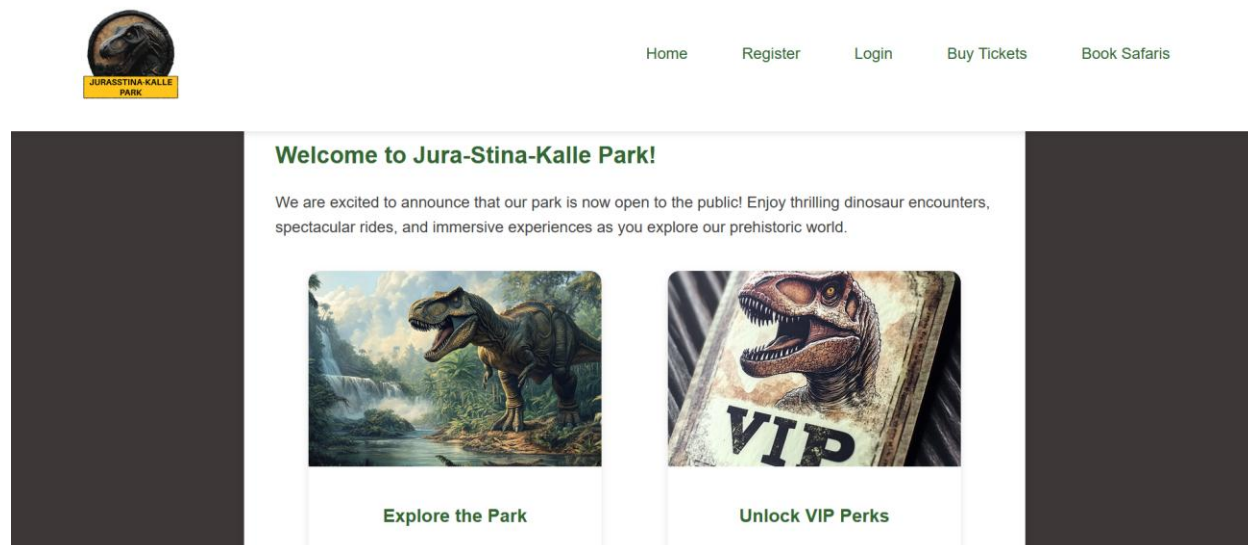 JURASSTINA-KALLE
PARK
Home Register Login Buy Tickets Book Safaris
Welcome to Jura-Stina-Kalle Park!
We are excited to announce that our park is now open to the public! Enjoy thrilling dinosaur encounters,
spectacular rides, and immersive experiences as you explore our prehistoric world.
VIP
Explore the Park Unlock VIP Perks